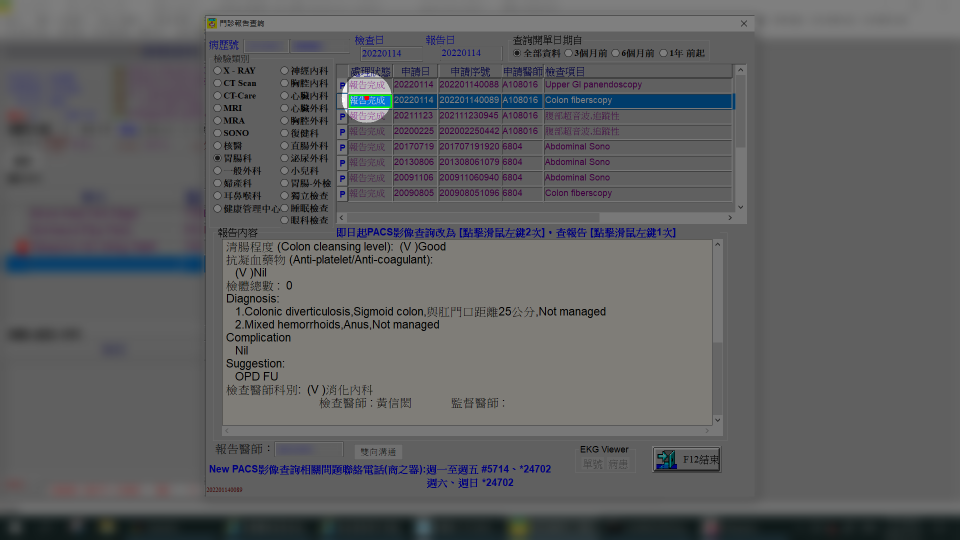 門診報告查詢
病歷號
檢查日 報告日
20220114 20220114
查詢開單日期自
全部資料 3個月前 6個月前 1年 前起
檢驗類別
X - RAY 神經內科
CT Scan 胸腔內科
CT-Care 心臟內科
MRI 心臟外科
MRA 胸腔外科
SONO 復健科
核醫 直腸外科
胃腸科 泌尿外科
一般外科 小兒科
婦產科 胃腸-外檢
耳鼻喉科 獨立檢查
健康管理中心 睡眠檢查
眼科檢查
處理狀態 申請日 申請序號 申請醫師 檢查項目
P 報告完成 20220114 202201140088 A108016 Upper GI panendoscopy
P 報告完成 20220114 202201140089 A108016 Colon fiberscopy
P 報告完成 20211123 202111230945 A108016 腹部超音波,追蹤性
P 報告完成 20200225 202002250442 A108016 腹部超音波,追蹤性
P 報告完成 20170719 201707191920 6804 Abdominal Sono
P 報告完成 20130806 201308061079 6804 Abdominal Sono
P 報告完成 20091106 200911060940 6804 Abdominal Sono
P 報告完成 20090805 200908051096 6804 Colon fiberscopy
報告內容
即日起PACS影像查詢改為 [點擊滑鼠左鍵2次]，查報告 [點擊滑鼠左鍵1次]
清腸程度 (Colon cleansing level): (V )Good
抗凝血藥物 (Anti-platelet/Anti-coagulant):
(V )Nil
檢體總數 : 0
Diagnosis:
1.Colonic diverticulosis,Sigmoid colon,與肛門口距離25公分,Not managed
2.Mixed hemorrhoids,Anus,Not managed
Complication
Nil
Suggestion:
OPD FU
檢查醫師科別: (V )消化內科
檢查醫師 : 黃信閎 監督醫師 :
報告醫師：
雙向溝通
EKG Viewer
單號 病患
F12結束
New PACS影像查詢相關問題聯絡電話(商之器):週一至週五 #5714、*24702
週六、週日 *24702
202201140089